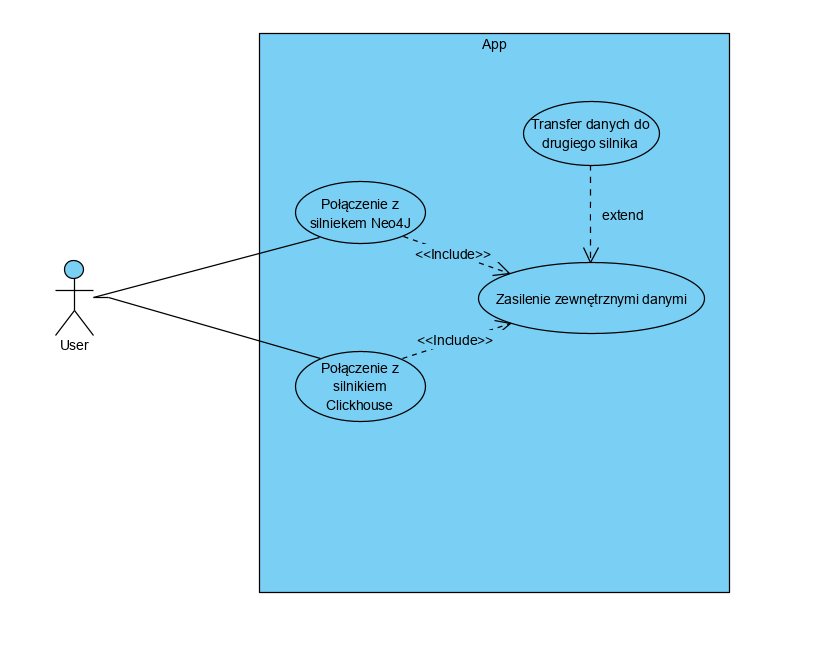 App
Transfer danych do
drugiego silnika
Połączenie z
silniekem Neo4J
extend
<<Include>>
Zasilenie zewnętrznymi danymi
User
<<Include>>
Połączenie z
silnikiem
Clickhouse